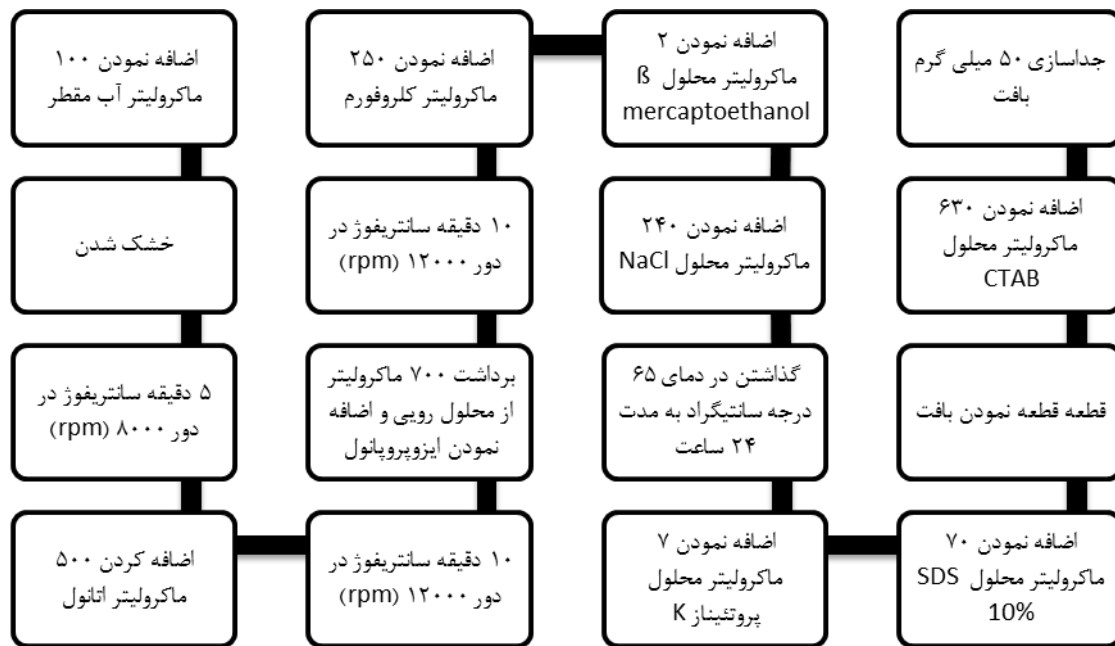 جداسازی ۵۰ میلی گرم
بافت
اضافه نمودن ۶۳۰
ماکرولیتر محلول
CTAB
قطعه قطعه نمودن بافت
اضافه نمودن ۷۰
ماکرولیتر محلول SDS
10%
اضافه نمودن ۷
ماکرولیتر محلول
پروتئیناز K
گذاشتن در دمای ۶۵
درجه سانتیگراد به مدت
۲۴ ساعت
اضافه نمودن ۲۴۰
ماکرولیتر محلول NaCl
اضافه نمودن ۲
ماکرولیتر محلول ß
mercaptoethanol
اضافه نمودن ۲۵۰
ماکرولیتر کلروفورم
۱۰ دقیقه سانتریفوژ در
دور ۱۲۰۰۰ (rpm)
برداشت ۷۰۰ ماکرولیتر
از محلول رویی و اضافه
نمودن ایزوپروپانول
۱۰ دقیقه سانتریفوژ در
دور ۱۲۰۰۰ (rpm)
اضافه کردن ۵۰۰
ماکرولیتر اتانول
۵ دقیقه سانتریفوژ در
دور ۸۰۰۰ (rpm)
خشک شدن
اضافه نمودن ۱۰۰
ماکرولیتر آب مقطر